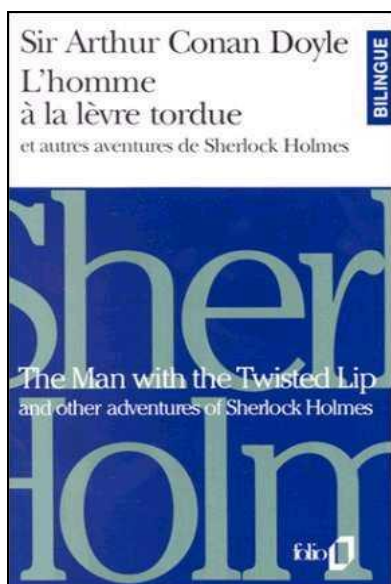 Sir Arthur Conan Doyle
L'homme
à la lèvre tordue
et autres aventures de Sherlock Holmes
BILINGUE
Sherl
The Man with the Twisted Lip
and other adventures of Sherlock Holmes
Holm
folio